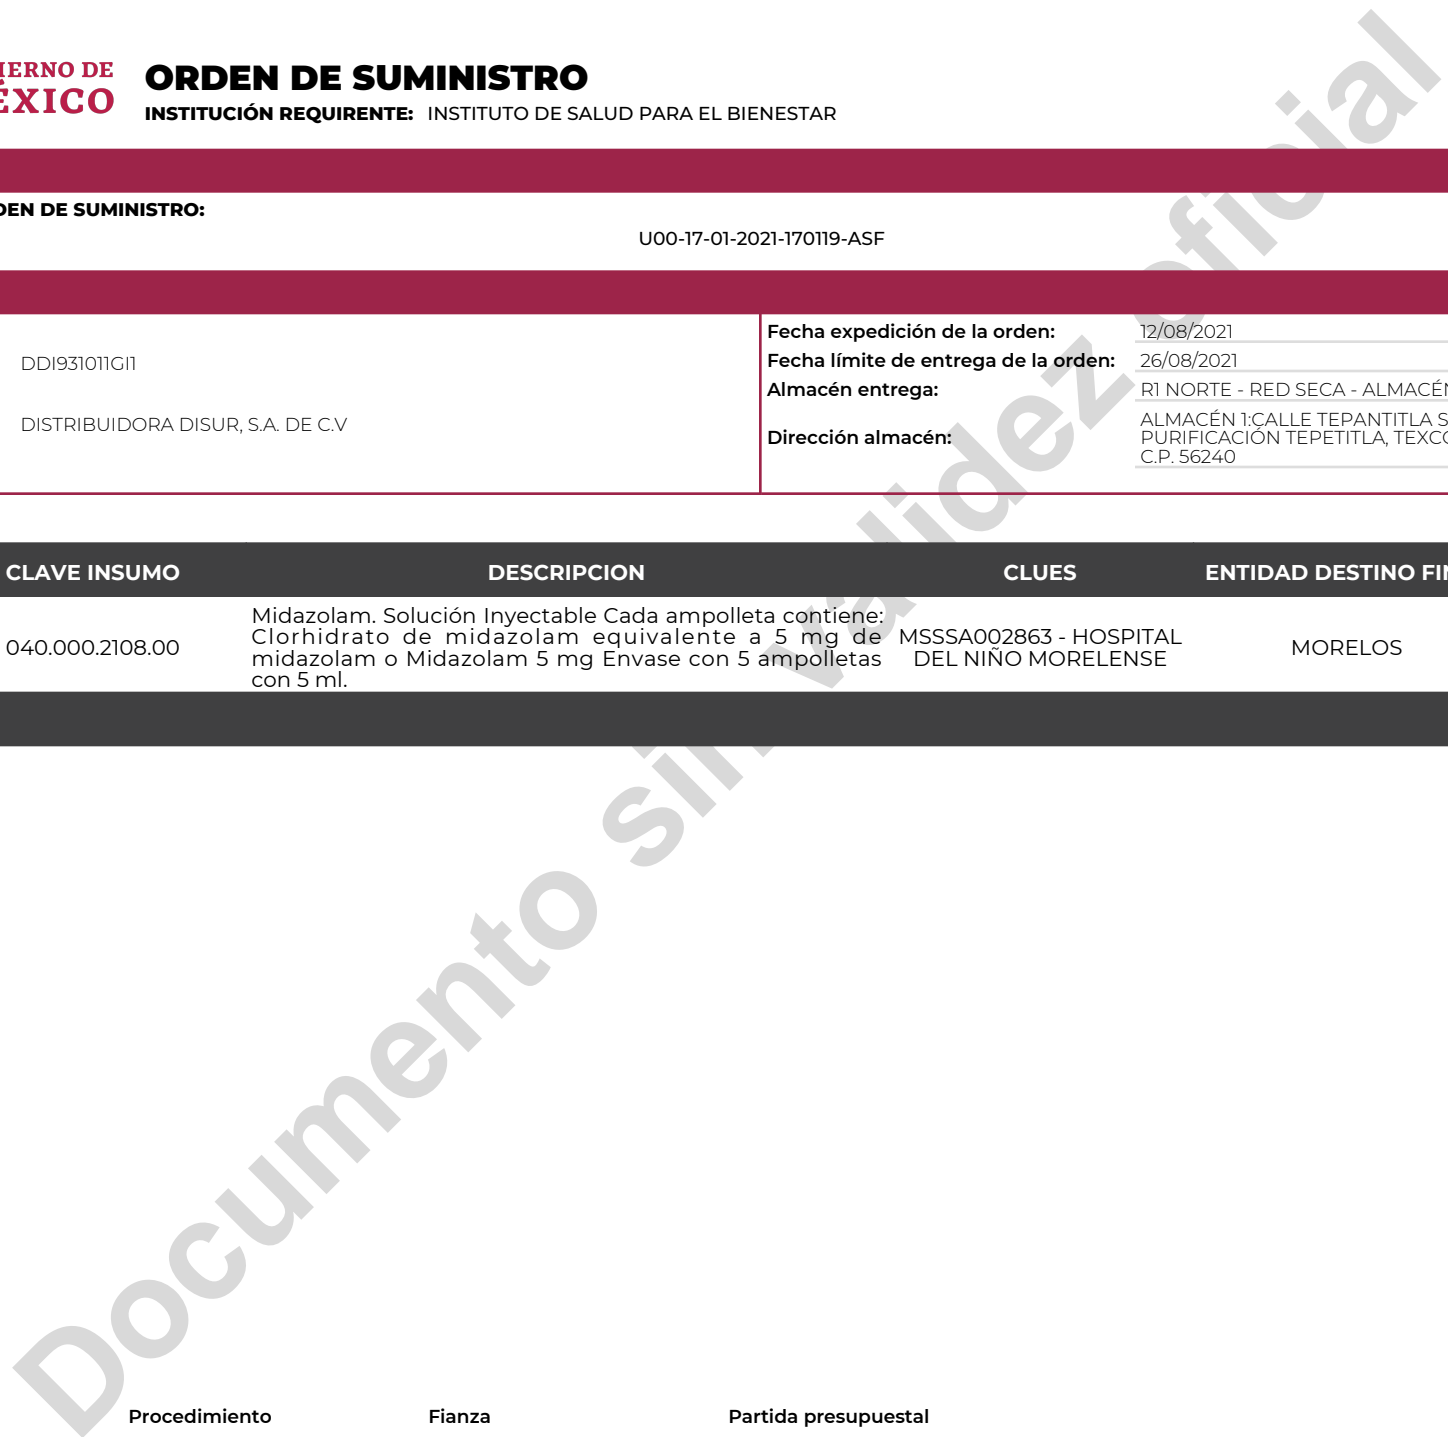 IERNO DE
ÉXICO
ORDEN DE SUMINISTRO
INSTITUCIÓN REQUIRENTE: INSTITUTO DE SALUD PARA EL BIENESTAR
DEN DE SUMINISTRO:
U00-17-01-2021-170119-ASF
DDI931011GI1
DISTRIBUIDORA DISUR, S.A. DE C.V
Fecha expedición de la orden: 12/08/2021
Fecha límite de entrega de la orden: 26/08/2021
Almacén entrega: R1 NORTE - RED SECA - ALMACÉN
Dirección almacén: ALMACÉN 1:CALLE TEPANTITLA S
PURIFICACIÓN TEPETITLA, TEXCO
C.P. 56240
CLAVE INSUMO DESCRIPCION CLUES ENTIDAD DESTINO FIN
040.000.2108.00
Midazolam. Solución Inyectable Cada ampolleta contiene:
Clorhidrato de midazolam equivalente a 5 mg de
midazolam o Midazolam 5 mg Envase con 5 ampolletas
con 5 ml.
MSSSA002863 - HOSPITAL
DEL NIÑO MORELENSE
MORELOS
Documento sin validez oficial
Procedimiento Fianza Partida presupuestal